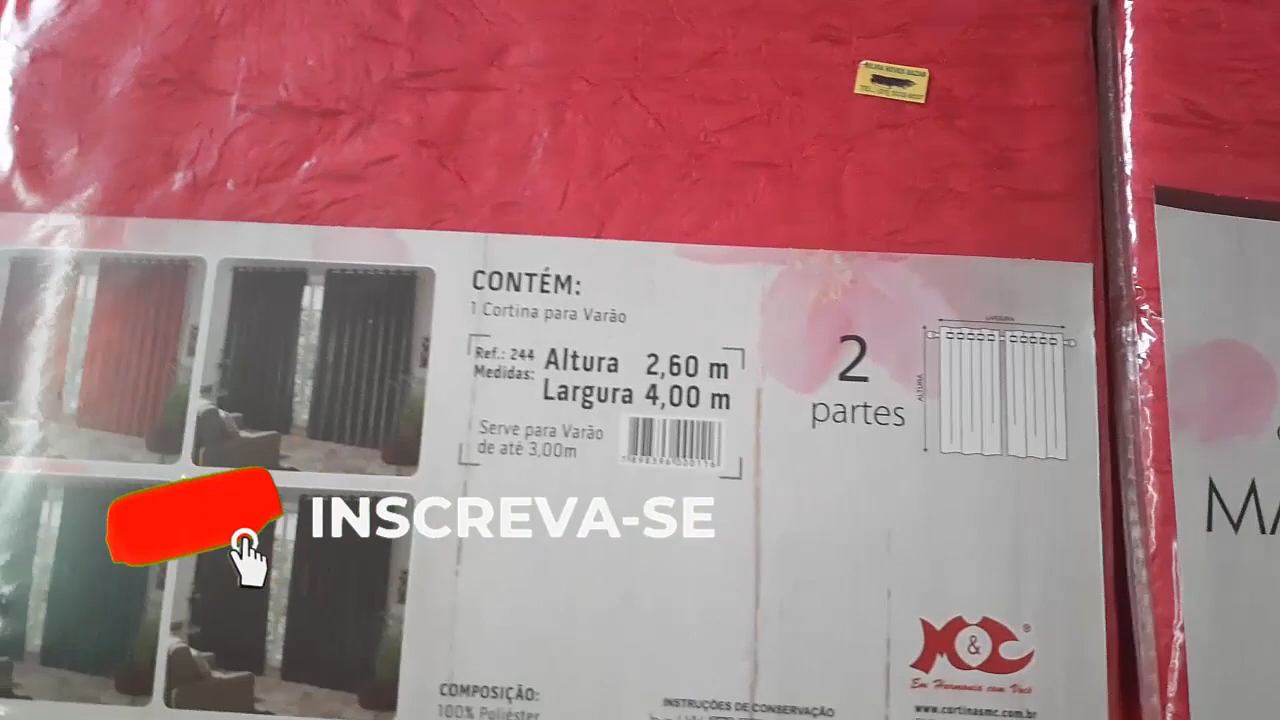 CONTÉM:
1 Cortina para Varão
Ref.: 244
Medidas:
Altura 2,60 m
Largura 4,00 m
Serve para Varão
de até 3,00m
2
partes
LARGURA
ALTURA
INSCREVA-SE
M&C®
Em Harmonia com Você
www.cortinasmc.com.br
COMPOSIÇÃO:
100% Poliéster
INSTRUÇÕES DE CONSERVAÇÃO
MA